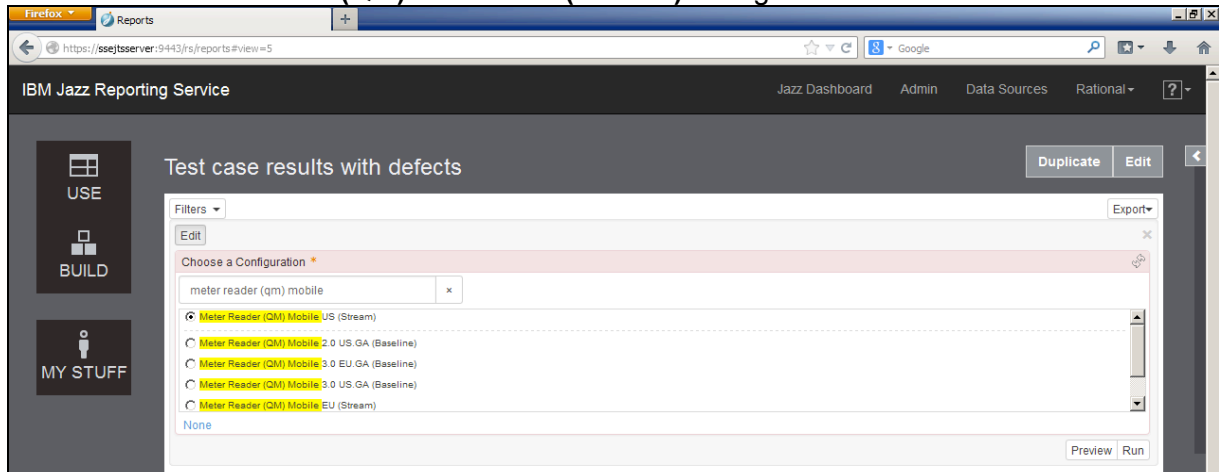 Firefox
Reports
+
https://ssejtsserver:9443/rs/reports#view=5
8 Google
IBM Jazz Reporting Service
Jazz Dashboard Admin Data Sources Rational ?
USE
BUILD
MY STUFF
Test case results with defects
Duplicate Edit
Filters
Export
Edit
×
Choose a Configuration *
meter reader (qm) mobile ×
Meter Reader (QM) Mobile US (Stream)
Meter Reader (QM) Mobile 2.0 US.GA (Baseline)
Meter Reader (QM) Mobile 3.0 EU.GA (Baseline)
Meter Reader (QM) Mobile 3.0 US.GA (Baseline)
Meter Reader (QM) Mobile EU (Stream)
None
Preview Run